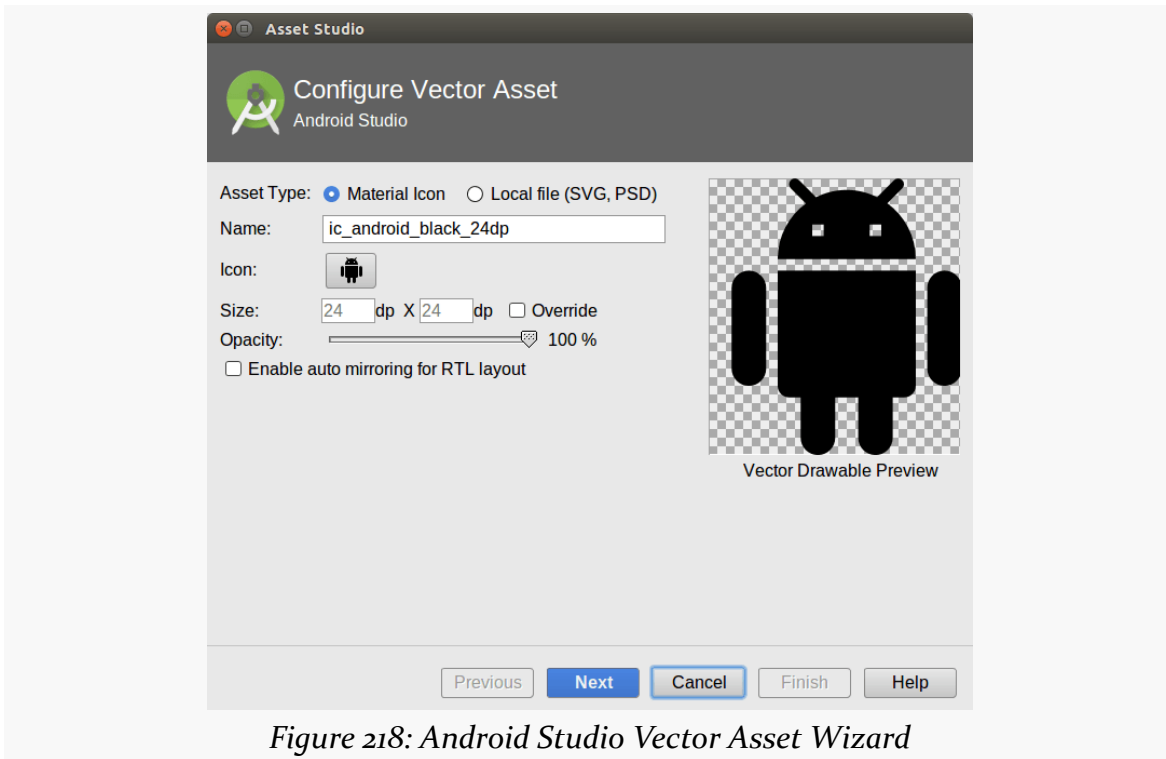 Asset Studio
Configure Vector Asset
Android Studio
Asset Type: Material Icon Local file (SVG, PSD)
Name: ic_android_black_24dp
Icon:
Size: 24 dp X 24 dp Override
Opacity: 100 %
Enable auto mirroring for RTL layout
Vector Drawable Preview
Previous Next Cancel Finish Help
Figure 218: Android Studio Vector Asset Wizard